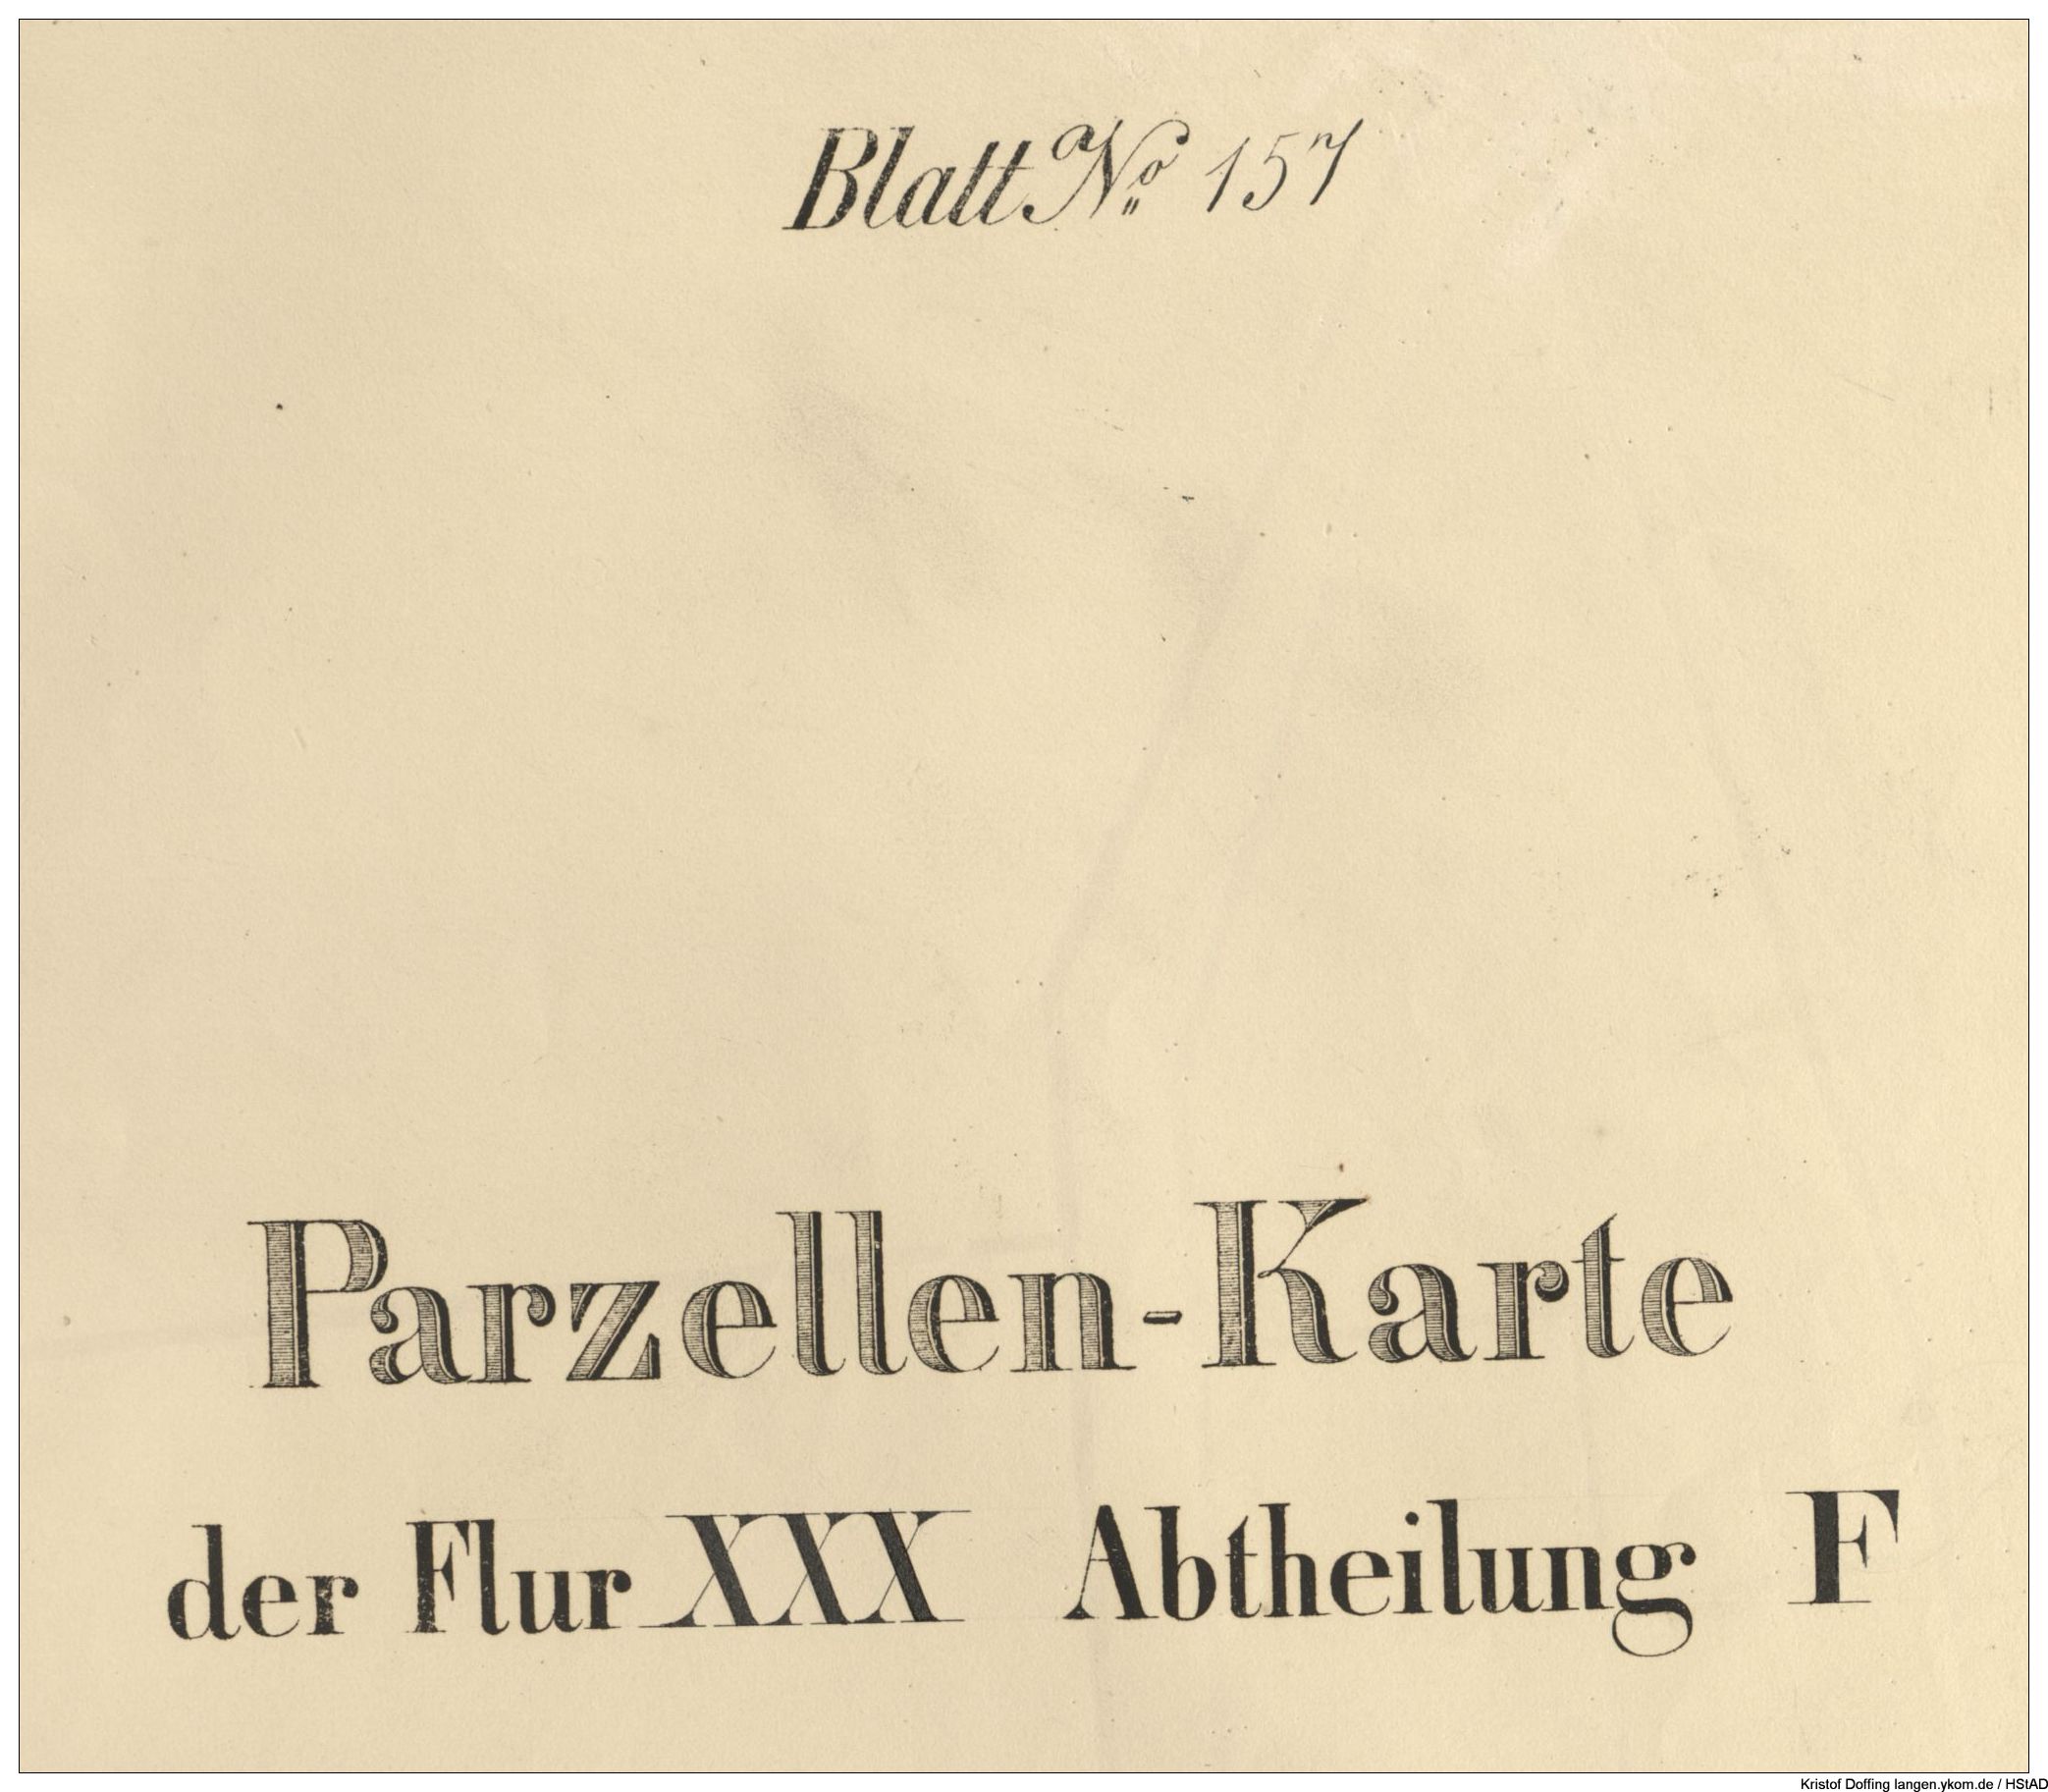 Blatt No 157
Parzellen-Karte
der Flur XXX Abtheilung F
Kristof Doffing langen.ykom.de / HStAD